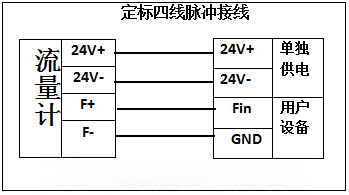 定标四线脉冲接线
流量计
24V+
24V-
F+
F-
24V+
24V-
Fin
GND
单独
供电
用户
设备